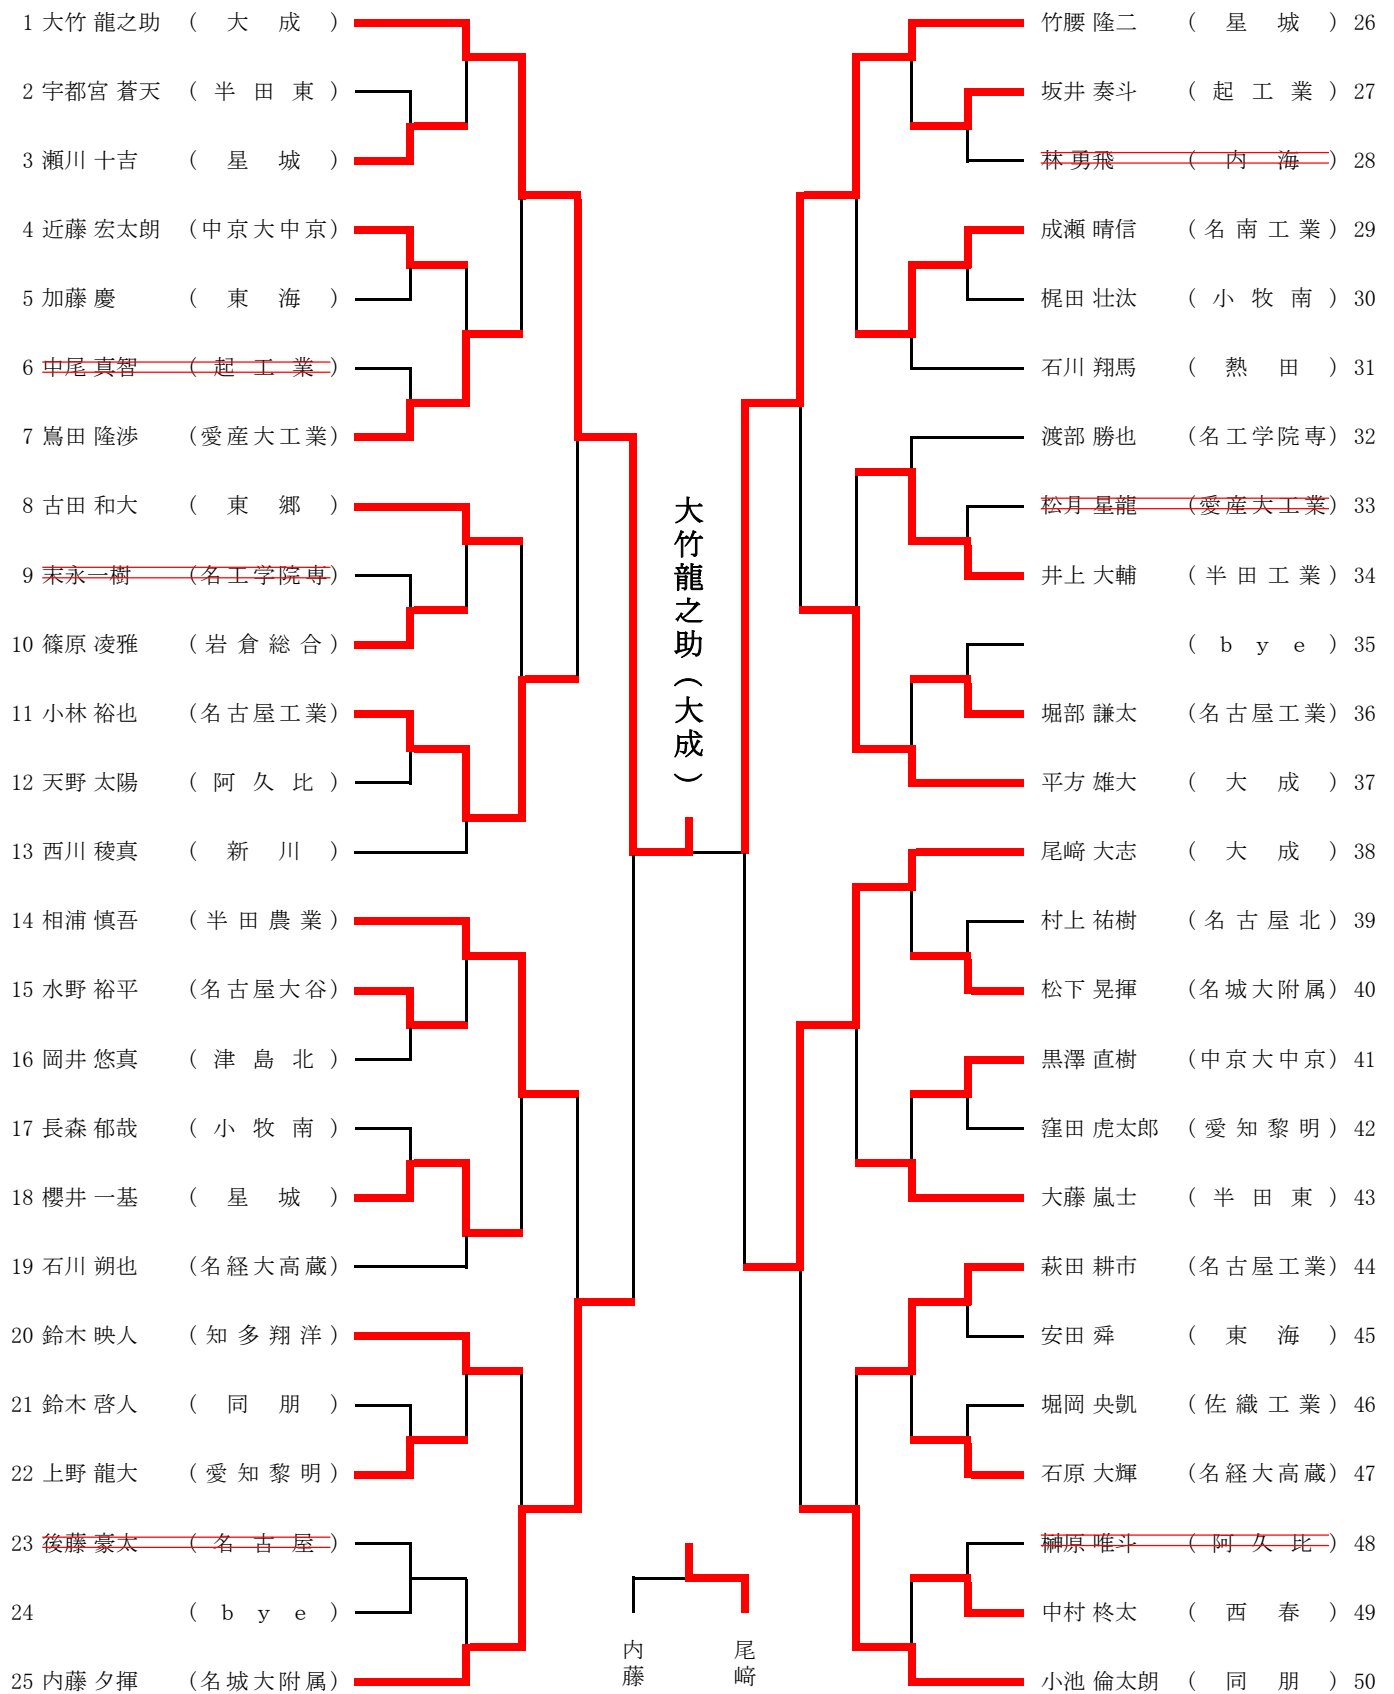 1 大竹 龍之助 ( 大 成 )
2 宇都宮 蒼天 ( 半 田 東 )
3 瀬川 十吉 ( 星 城 )
4 近藤 宏太朗 (中京大中京)
5 加藤 慶 ( 東 海 )
6 中尾 真智 ( 起 工 業 )
7 嶌田 隆渉 (愛産大工業)
8 古田 和大 ( 東 郷 )
9 末永一樹 (名工学院専)
10 篠原 凌雅 (岩倉総合)
11 小林 裕也 (名古屋工業)
12 天野 太陽 ( 阿 久 比 )
13 西川 稜真 ( 新 川 )
14 相浦 慎吾 (半田農業)
15 水野 裕平 (名古屋大谷)
16 岡井 悠真 ( 津 島 北 )
17 長森 郁哉 ( 小 牧 南 )
18 櫻井 一基 ( 星 城 )
19 石川 朔也 (名経大高蔵)
20 鈴木 映人 (知多翔洋)
21 鈴木 啓人 ( 同 朋 )
22 上野 龍大 (愛知黎明)
23 後藤 豪太 ( 名 古 屋 )
24 ( b y e )
25 内藤 夕揮 (名城大附属)
大竹龍之助(大成)
内藤
尾﨑
竹腰 隆二 ( 星 城 ) 26
坂井 奏斗 ( 起 工 業 ) 27
林 勇飛 ( 内 海 ) 28
成瀬 晴信 (名南工業) 29
梶田 壮汰 ( 小 牧 南 ) 30
石川 翔馬 ( 熱 田 ) 31
渡部 勝也 (名工学院専) 32
松月 星龍 (愛産大工業) 33
井上 大輔 (半田工業) 34
( b y e ) 35
堀部 謙太 (名古屋工業) 36
平方 雄大 ( 大 成 ) 37
尾﨑 大志 ( 大 成 ) 38
村上 祐樹 (名古屋北) 39
松下 晃揮 (名城大附属) 40
黒澤 直樹 (中京大中京) 41
窪田 虎太郎 (愛知黎明) 42
大藤 嵐士 ( 半 田 東 ) 43
萩田 耕市 (名古屋工業) 44
安田 舜 ( 東 海 ) 45
堀岡 央凱 (佐織工業) 46
石原 大輝 (名経大高蔵) 47
榊原 唯斗 ( 阿 久 比 ) 48
中村 柊太 ( 西 春 ) 49
小池 倫太朗 ( 同 朋 ) 50